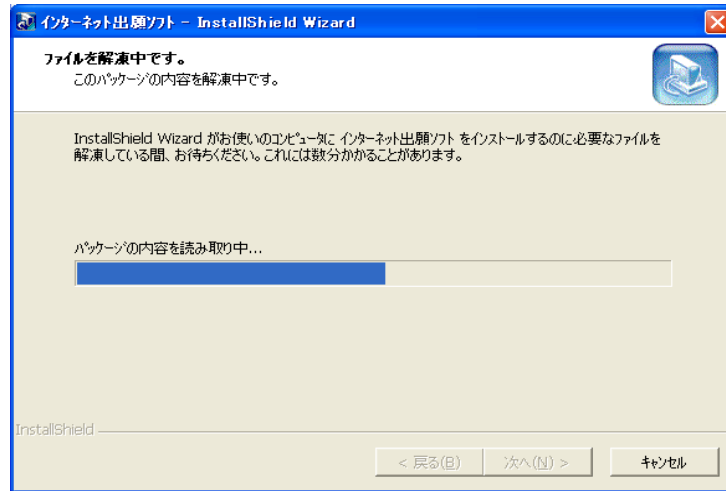 インターネット出願ソフト - InstallShield Wizard
ファイルを解凍中です。
このパッケージの内容を解凍中です。
InstallShield Wizard がお使いのコンピュータに インターネット出願ソフト をインストールするのに必要なファイルを
解凍している間、お待ちください。これには数分かかることがあります。
パッケージの内容を読み取り中...
InstallShield
< 戻る(B)
次へ(N) >
キャンセル